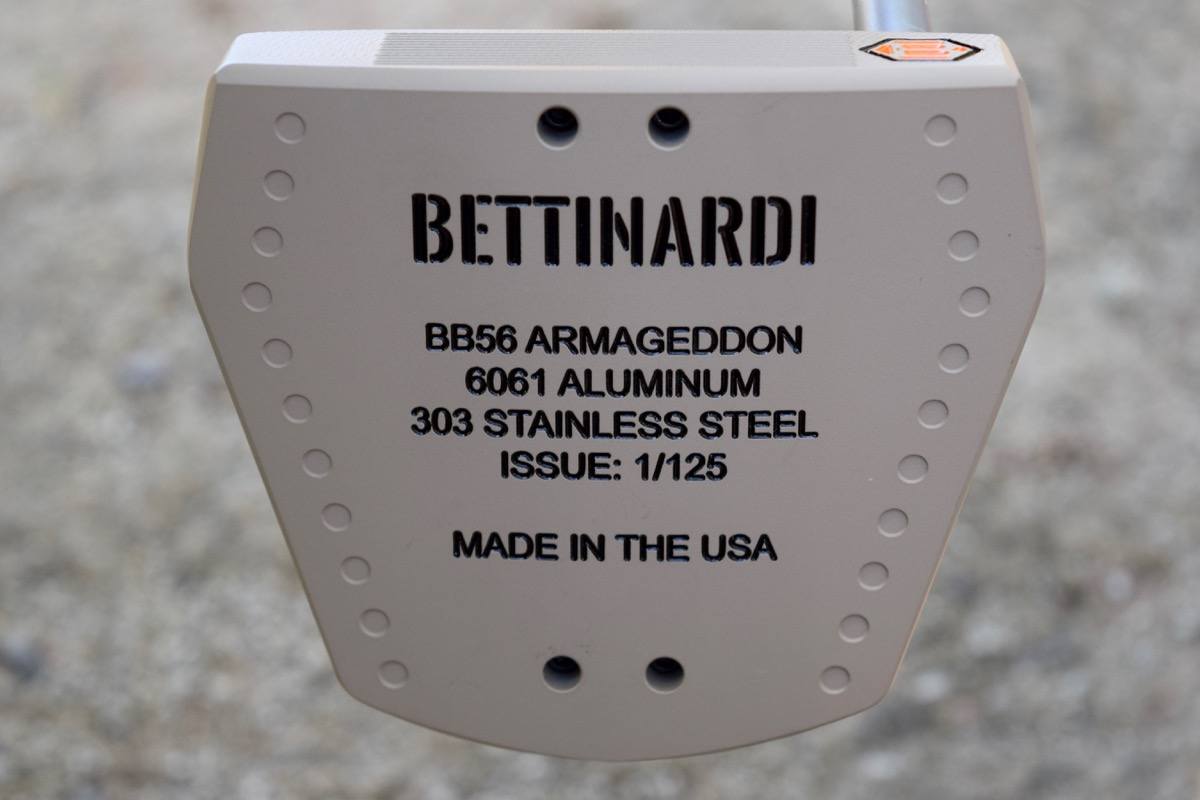 BETTINARDI
BB56 ARMAGEDDON
6061 ALUMINUM
303 STAINLESS STEEL
ISSUE: 1/125
MADE IN THE USA